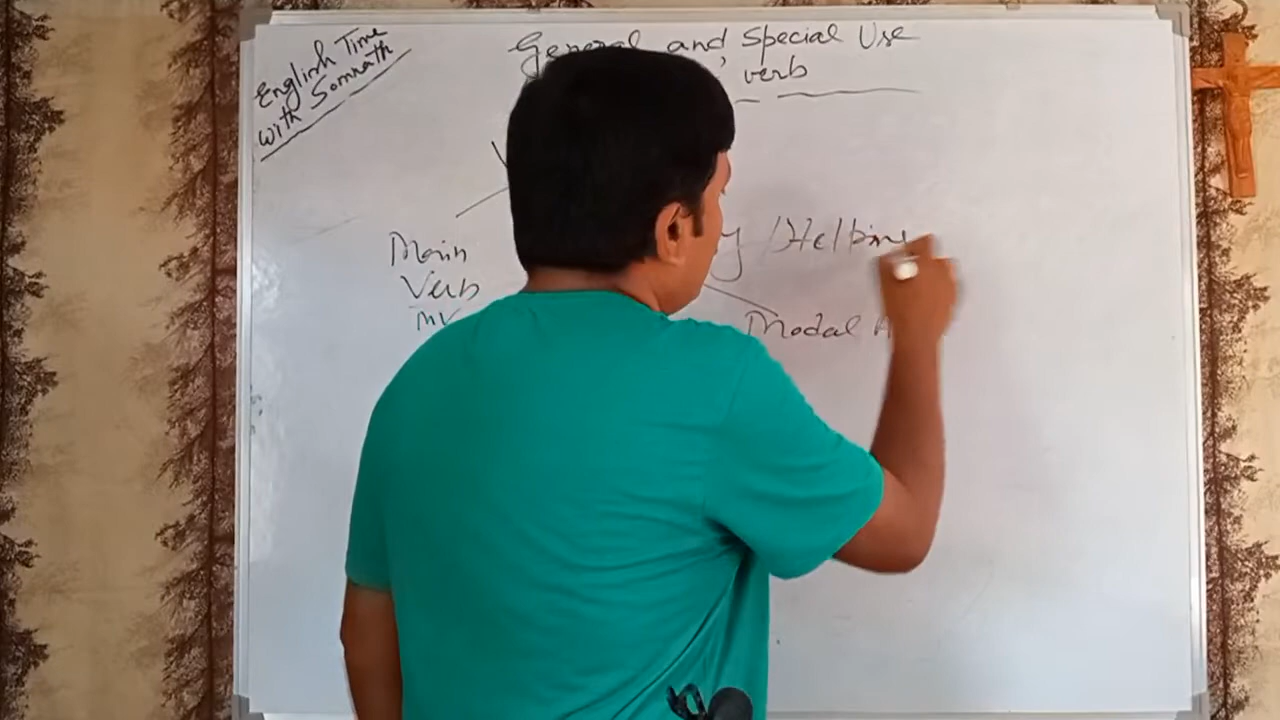 English Time
with Somnath
General and Special Use
verb
Main
Verb
MV
/Helping
Modal A